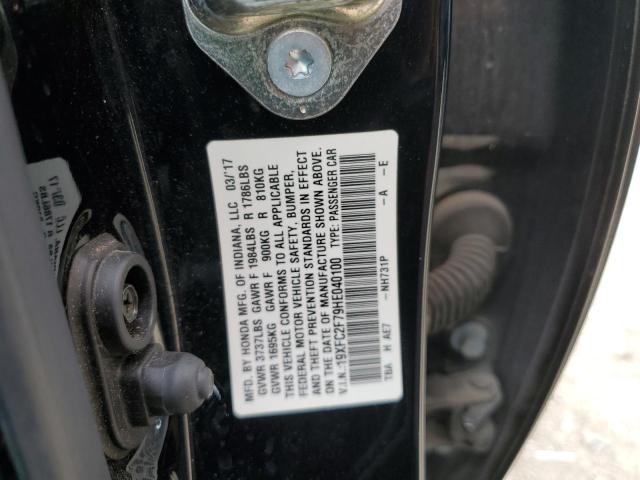 MFD. BY HONDA MFG. OF INDIANA, LLC 03/'17
GVWR 3737LBS GAWR F 1984LBS R 1786LBS
GVWR 1695KG GAWR F 900KG R 810KG
THIS VEHICLE CONFORMS TO ALL APPLICABLE
FEDERAL MOTOR VEHICLE SAFETY, BUMPER,
AND THEFT PREVENTION STANDARDS IN EFFECT
ON THE DATE OF MANUFACTURE SHOWN ABOVE.
V.I.N.:19XFC2F79HE040100 TYPE: PASSENGER CAR
–NH731P –A –E
TBA H AE7